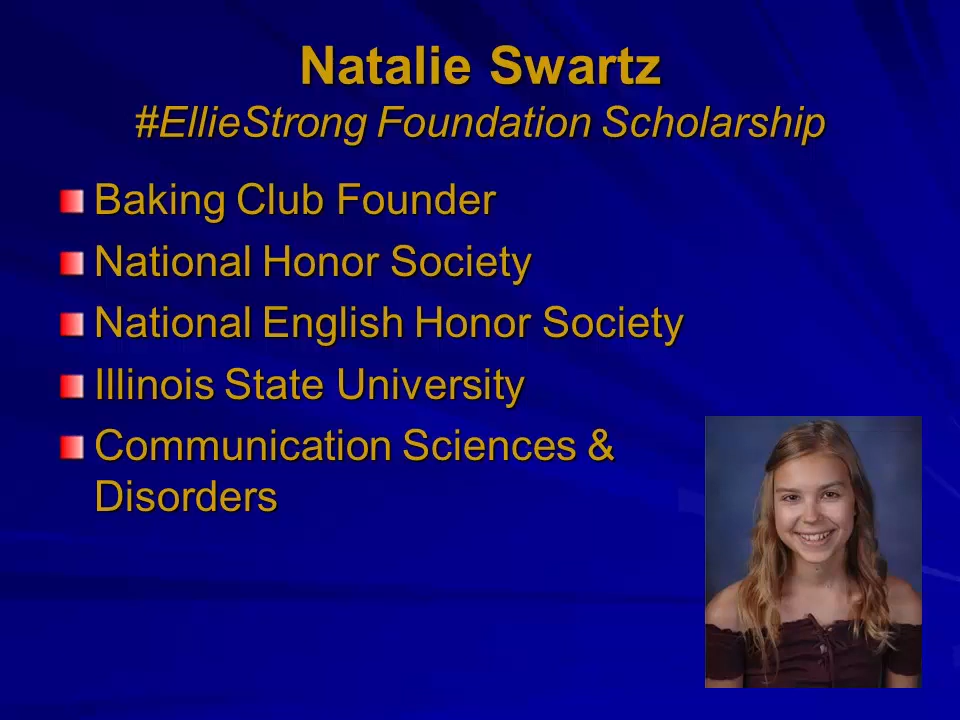 Natalie Swartz
#EllieStrong Foundation Scholarship
Baking Club Founder
National Honor Society
National English Honor Society
Illinois State University
Communication Sciences &
Disorders